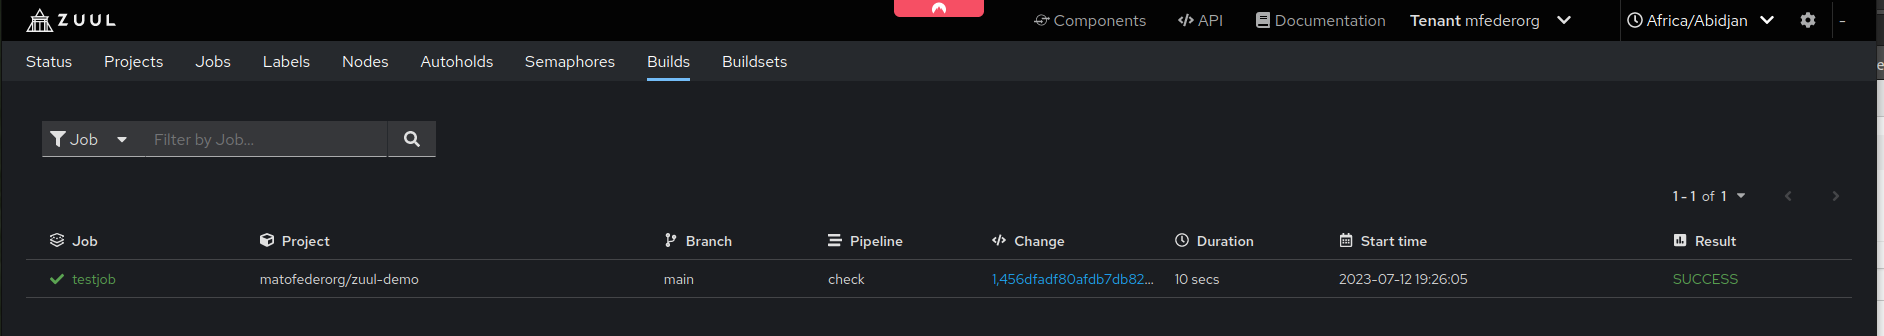 ZUUL Components API Documentation Tenant mfederorg Africa/Abidjan -
Status Projects Jobs Labels Nodes Autoholds Semaphores Builds Buildsets
Job Filter by Job...
1 - 1 of 1
Job Project Branch Pipeline Change Duration Start time Result
testjob matofederorg/zuul-demo main check 1,456dfadf80afdb7db82... 10 secs 2023-07-12 19:26:05 SUCCESS